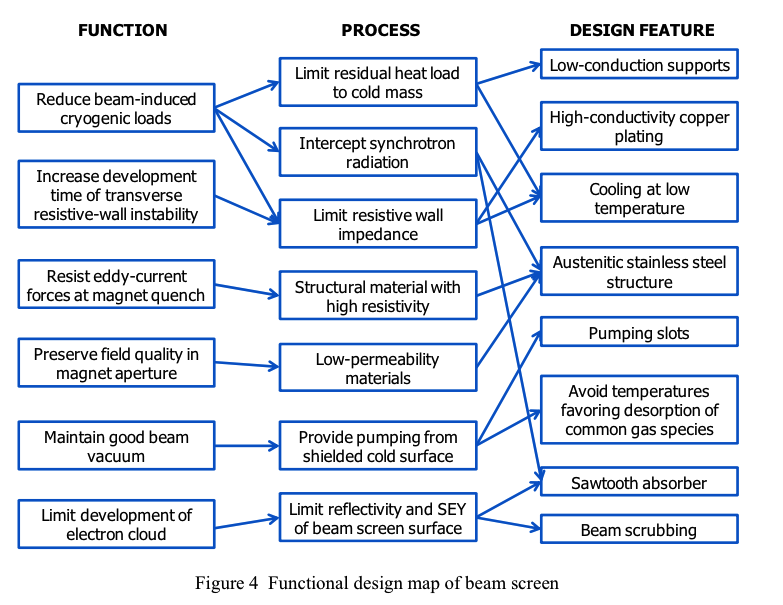 FUNCTION
PROCESS
DESIGN FEATURE
Reduce beam-induced
cryogenic loads
Increase development
time of transverse
resistive-wall instability
Resist eddy-current
forces at magnet quench
Preserve field quality in
magnet aperture
Maintain good beam
vacuum
Limit development of
electron cloud
Limit residual heat load
to cold mass
Intercept synchrotron
radiation
Limit resistive wall
impedance
Structural material with
high resistivity
Low-permeability
materials
Provide pumping from
shielded cold surface
Limit reflectivity and SEY
of beam screen surface
Low-conduction supports
High-conductivity copper
plating
Cooling at low
temperature
Austenitic stainless steel
structure
Pumping slots
Avoid temperatures
favoring desorption of
common gas species
Sawtooth absorber
Beam scrubbing
Figure 4 Functional design map of beam screen